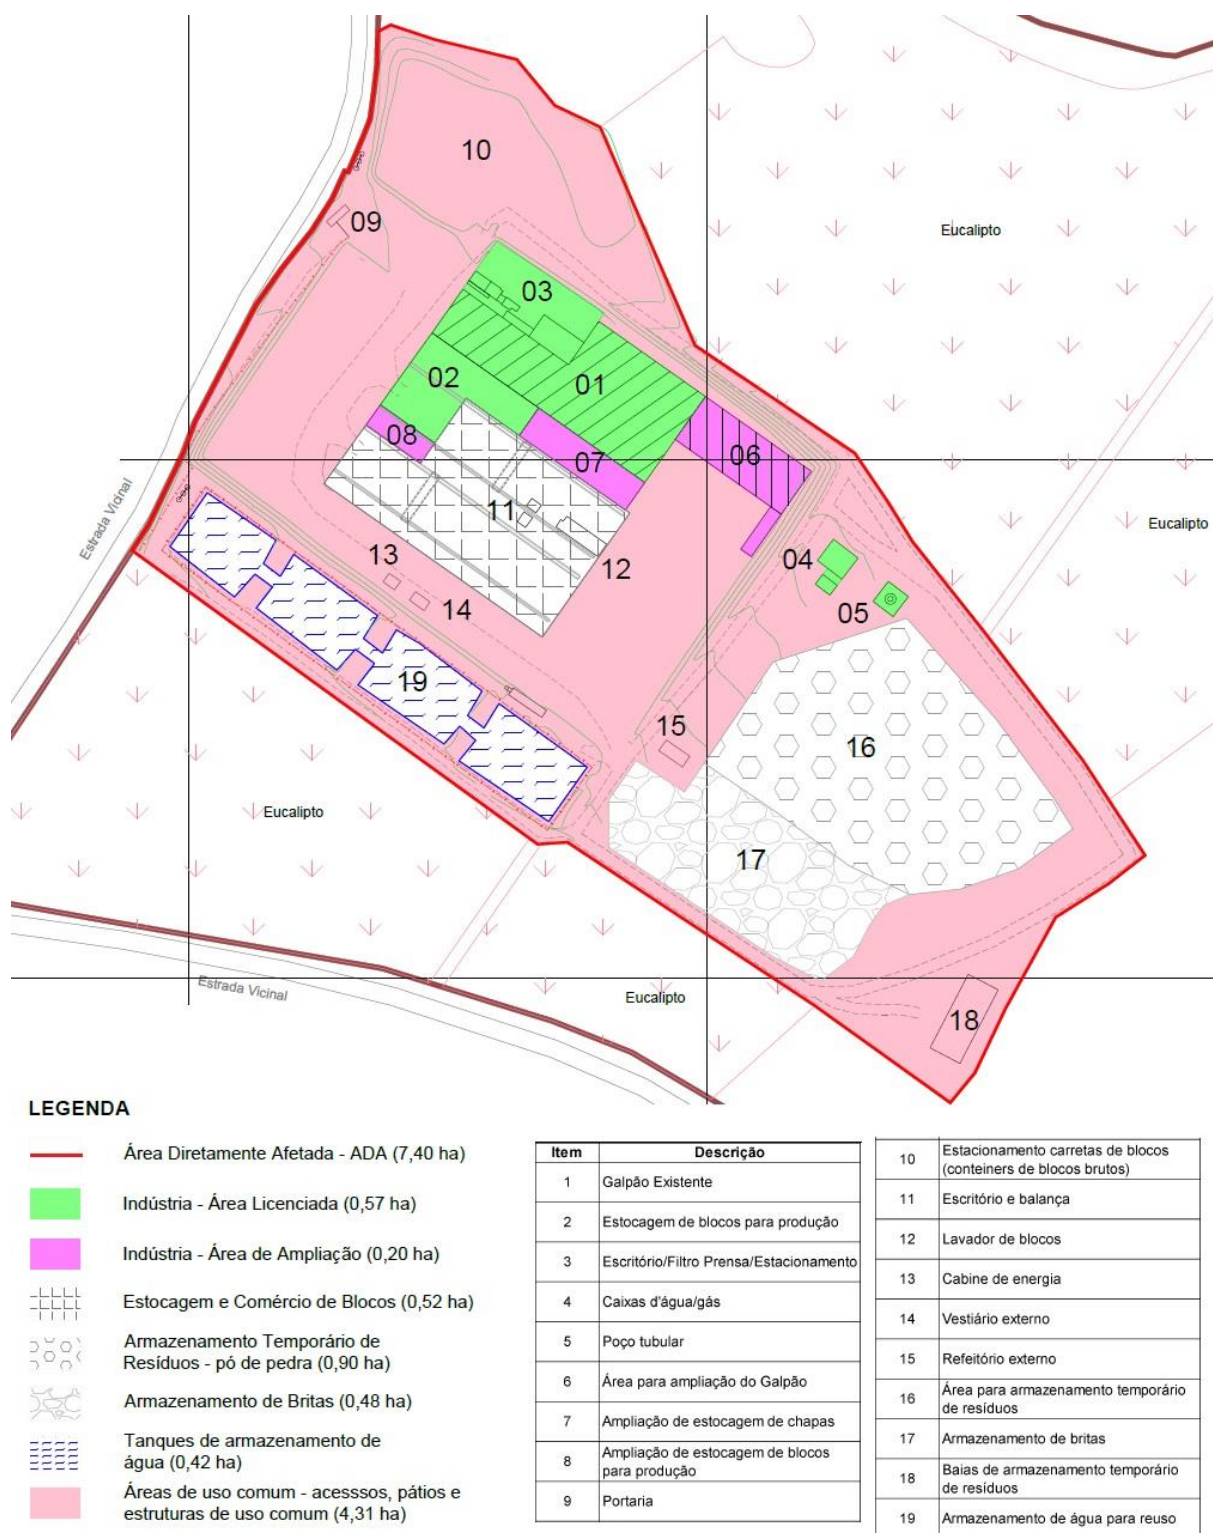 10
09
Eucalipto
03
02
01
08
07
06
Estrada Vicinal
Eucalipto
11
13
12
04
14
05
19
15
16
Eucalipto
17
Estrada Vicinal
Eucalipto
18
LEGENDA
Área Diretamente Afetada - ADA (7,40 ha)
Indústria - Área Licenciada (0,57 ha)
Indústria - Área de Ampliação (0,20 ha)
Estocagem e Comércio de Blocos (0,52 ha)
Armazenamento Temporário de
Resíduos - pó de pedra (0,90 ha)
Armazenamento de Britas (0,48 ha)
Tanques de armazenamento de
água (0,42 ha)
Áreas de uso comum - acesssos, pátios e
estruturas de uso comum (4,31 ha)
Item Descrição
1 Galpão Existente
2 Estocagem de blocos para produção
3 Escritório/Filtro Prensa/Estacionamento
4 Caixas d'água/gás
5 Poço tubular
6 Área para ampliação do Galpão
7 Ampliação de estocagem de chapas
8 Ampliação de estocagem de blocos
para produção
9 Portaria
10 Estacionamento carretas de blocos
(conteiners de blocos brutos)
11 Escritório e balança
12 Lavador de blocos
13 Cabine de energia
14 Vestiário externo
15 Refeitório externo
16 Área para armazenamento temporário
de resíduos
17 Armazenamento de britas
18 Baias de armazenamento temporário
de resíduos
19 Armazenamento de água para reuso